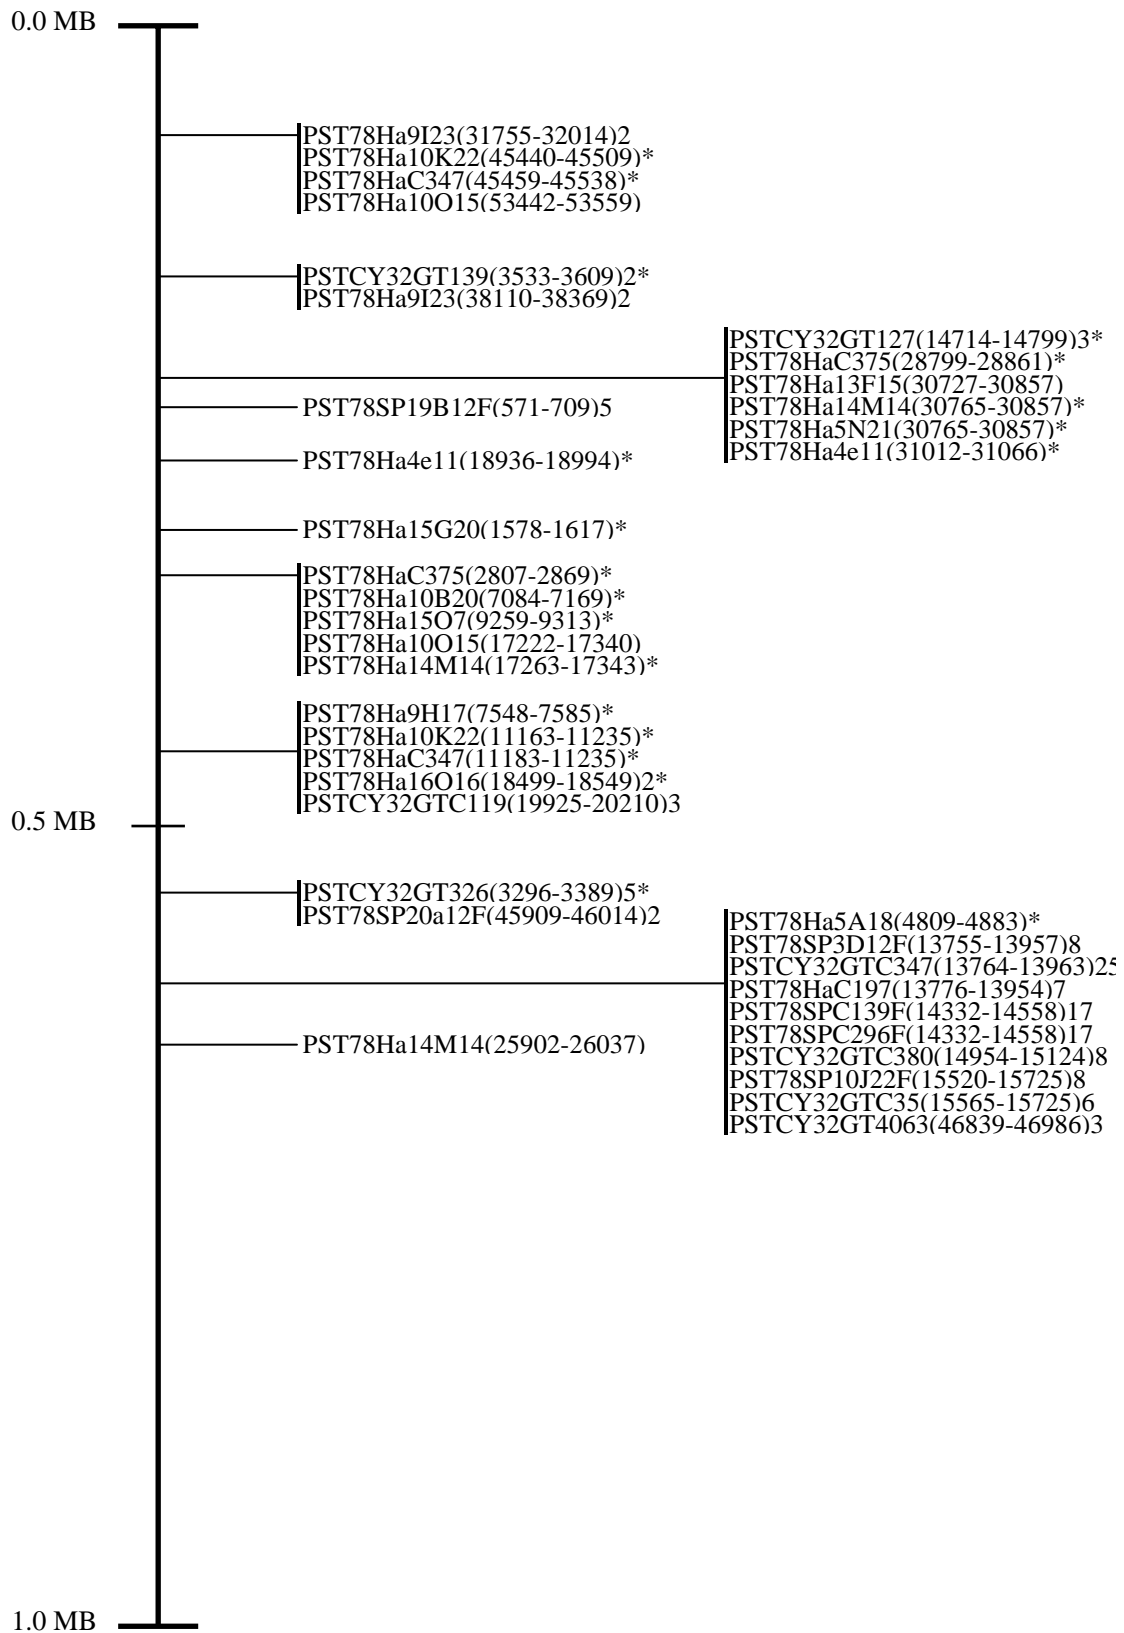 0.0 MB
PST78Ha9I23(31755-32014)2
PST78Ha10K22(45440-45509)*
PST78HaC347(45459-45538)*
PST78Ha10O15(53442-53559)
PSTCY32GT139(3533-3609)2*
PST78Ha9I23(38110-38369)2
PSTCY32GT127(14714-14799)3*
PST78HaC375(28799-28861)*
PST78Ha13F15(30727-30857)
PST78Ha14M14(30765-30857)*
PST78Ha5N21(30765-30857)*
PST78Ha4e11(31012-31066)*
PST78SP19B12F(571-709)5
PST78Ha4e11(18936-18994)*
PST78Ha15G20(1578-1617)*
PST78HaC375(2807-2869)*
PST78Ha10B20(7084-7169)*
PST78Ha15O7(9259-9313)*
PST78Ha10O15(17222-17340)
PST78Ha14M14(17263-17343)*
PST78Ha9H17(7548-7585)*
PST78Ha10K22(11163-11235)*
PST78HaC347(11183-11235)*
PST78Ha16O16(18499-18549)2*
PSTCY32GTC119(19925-20210)3
0.5 MB
PSTCY32GT326(3296-3389)5*
PST78SP20a12F(45909-46014)2
PST78Ha5A18(4809-4883)*
PST78SP3D12F(13755-13957)8
PSTCY32GTC347(13764-13963)25
PST78HaC197(13776-13954)7
PST78SPC139F(14332-14558)17
PST78SPC296F(14332-14558)17
PSTCY32GTC380(14954-15124)8
PST78SP10J22F(15520-15725)8
PSTCY32GTC35(15565-15725)6
PSTCY32GT4063(46839-46986)3
PST78Ha14M14(25902-26037)
1.0 MB